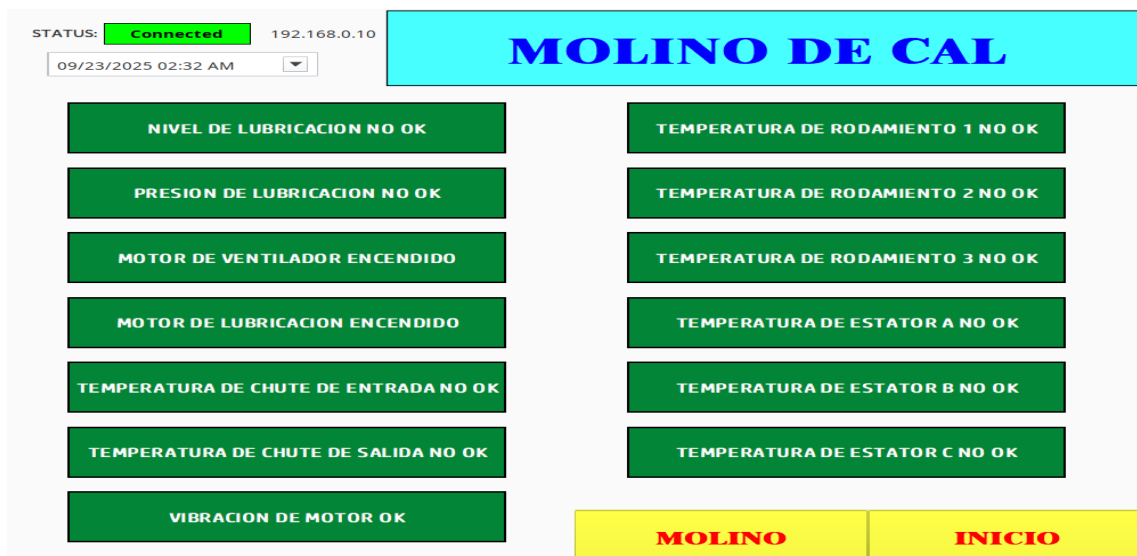 STATUS: Connected 192.168.0.10
09/23/2025 02:32 AM
MOLINO DE CAL
NIVEL DE LUBRICACION NO OK
PRESION DE LUBRICACION NO OK
MOTOR DE VENTILADOR ENCENDIDO
MOTOR DE LUBRICACION ENCENDIDO
TEMPERATURA DE CHUTE DE ENTRADA NO OK
TEMPERATURA DE CHUTE DE SALIDA NO OK
VIBRACION DE MOTOR OK
TEMPERATURA DE RODAMIENTO 1 NO OK
TEMPERATURA DE RODAMIENTO 2 NO OK
TEMPERATURA DE RODAMIENTO 3 NO OK
TEMPERATURA DE ESTATOR A NO OK
TEMPERATURA DE ESTATOR B NO OK
TEMPERATURA DE ESTATOR C NO OK
MOLINO
INICIO